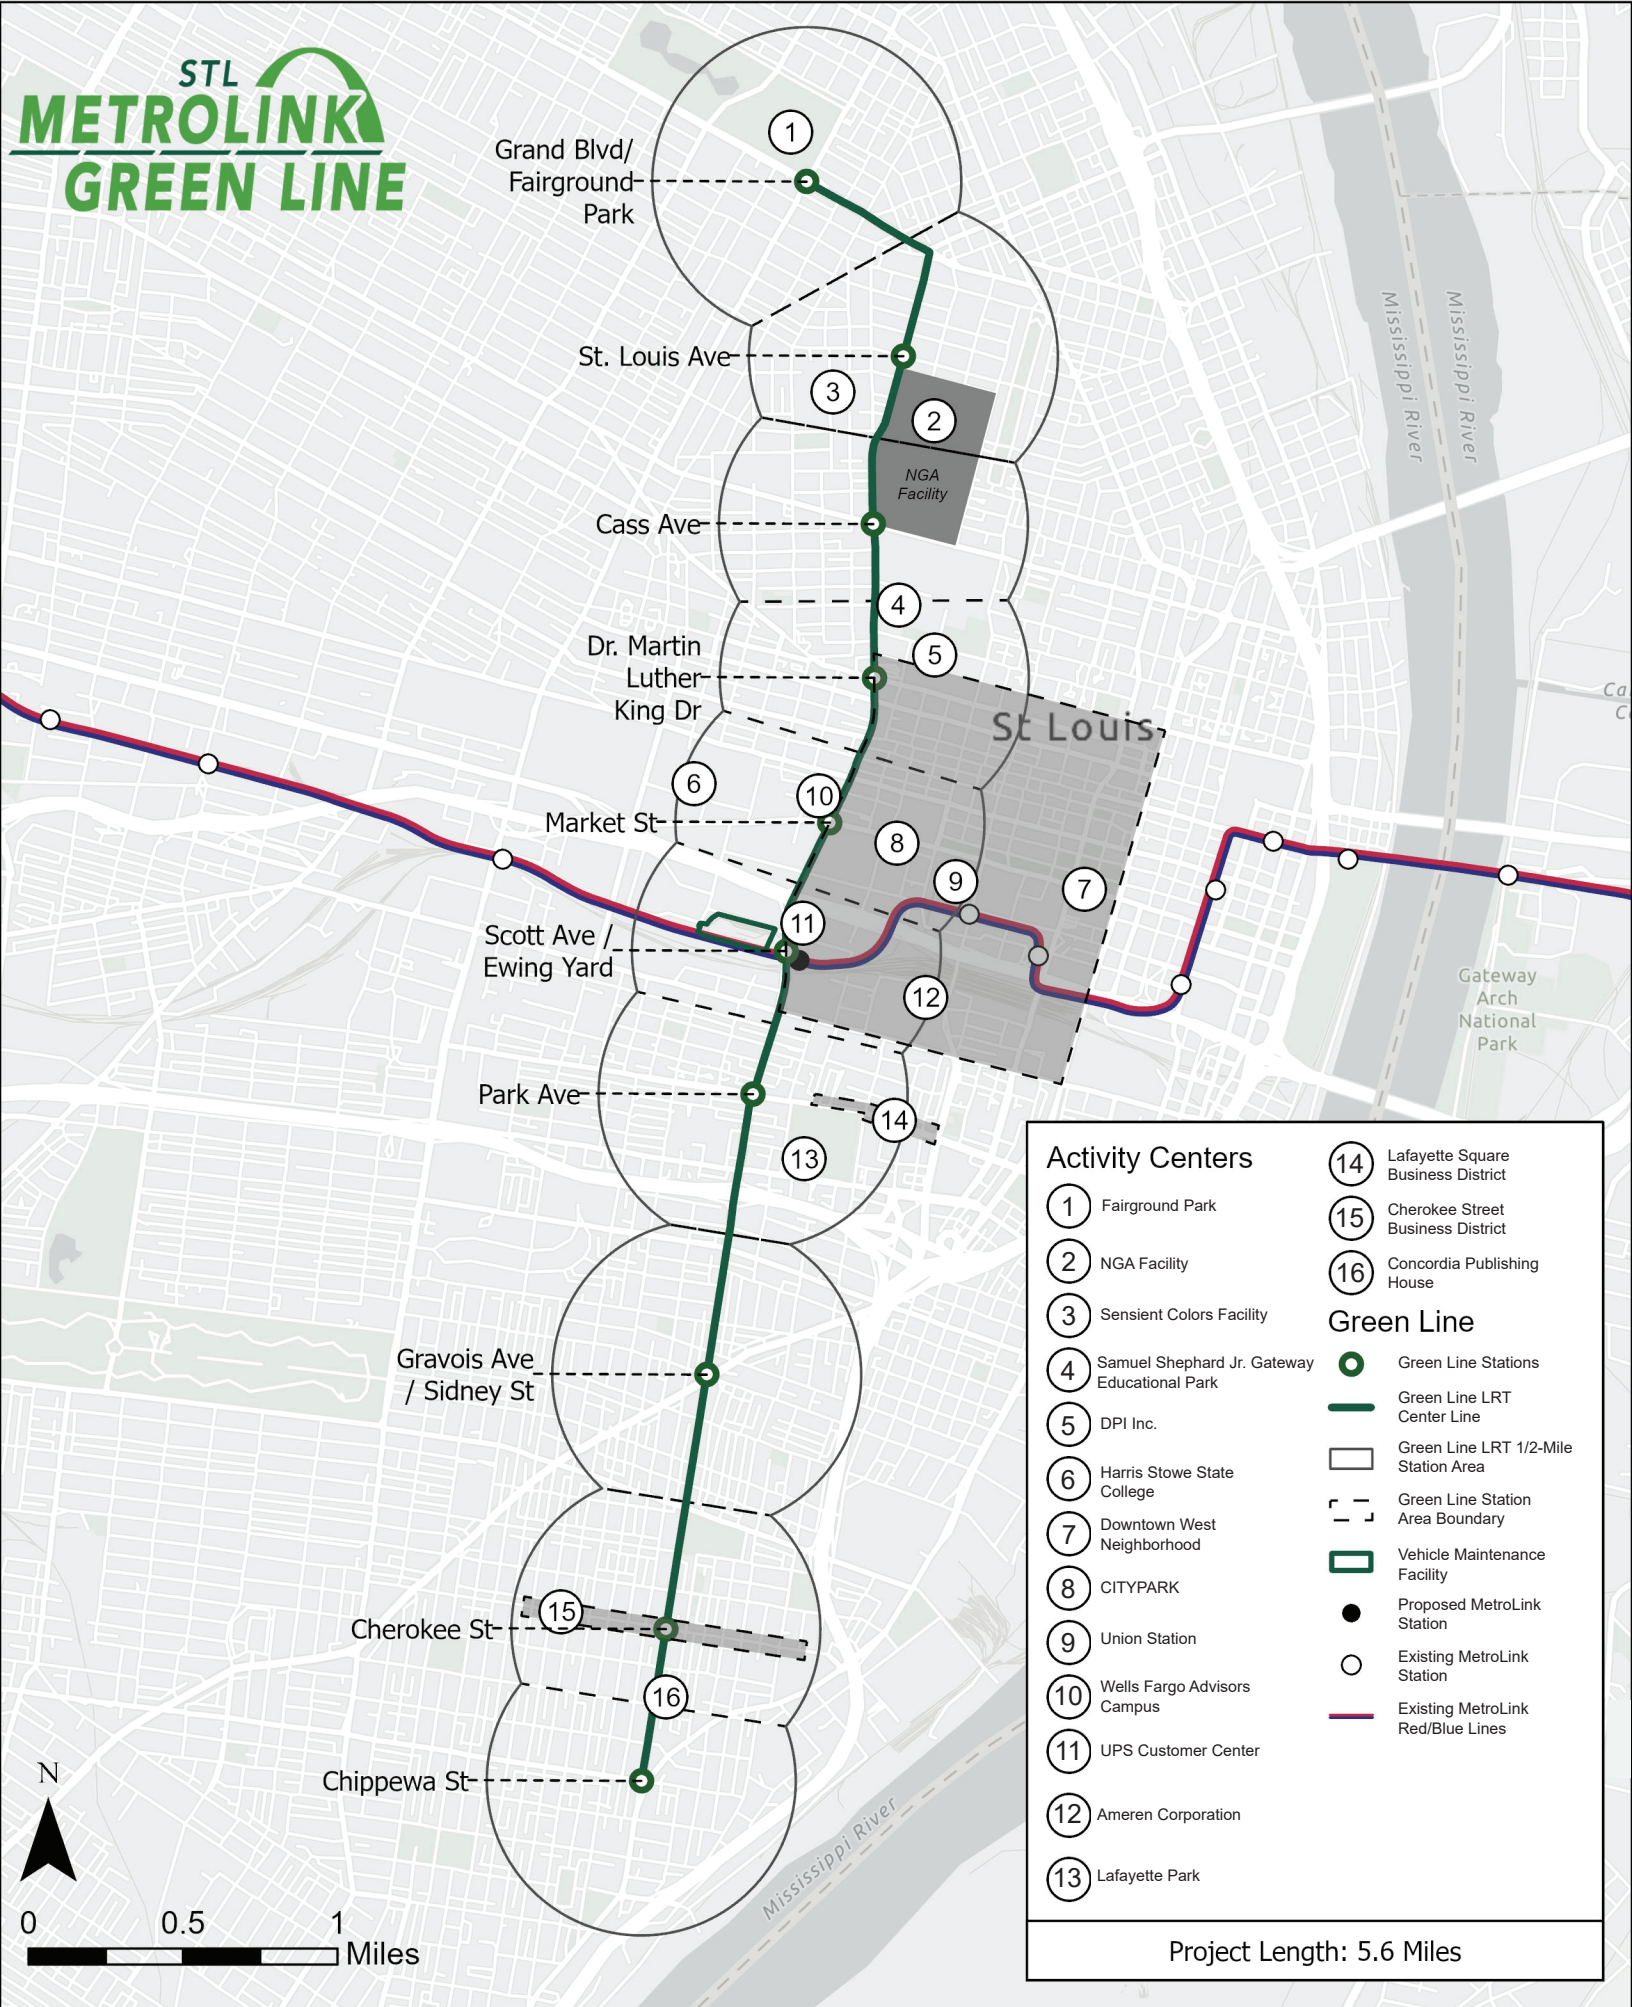 STL
METROLINK
GREEN LINE
Grand Blvd/
Fairground
Park
St. Louis Ave
Cass Ave
Dr. Martin
Luther
King Dr
Market St
Scott Ave /
Ewing Yard
Park Ave
Gravois Ave
/ Sidney St
Cherokee St
Chippewa St
1
3
2
NGA
Facility
4
5
St Louis
6
10
8
9
7
11
12
14
13
15
16
Mississippi River
Mississippi River
Gateway
Arch
National
Park
Mississippi River
N
0 0.5 1
Miles
Activity Centers
1 Fairground Park
2 NGA Facility
3 Sensient Colors Facility
4 Samuel Shephard Jr. Gateway
Educational Park
5 DPI Inc.
6 Harris Stowe State
College
7 Downtown West
Neighborhood
8 CITYPARK
9 Union Station
10 Wells Fargo Advisors
Campus
11 UPS Customer Center
12 Ameren Corporation
13 Lafayette Park
14 Lafayette Square
Business District
15 Cherokee Street
Business District
16 Concordia Publishing
House
Green Line
Green Line Stations
Green Line LRT
Center Line
Green Line LRT 1/2-Mile
Station Area
Green Line Station
Area Boundary
Vehicle Maintenance
Facility
Proposed MetroLink
Station
Existing MetroLink
Station
Existing MetroLink
Red/Blue Lines
Project Length: 5.6 Miles